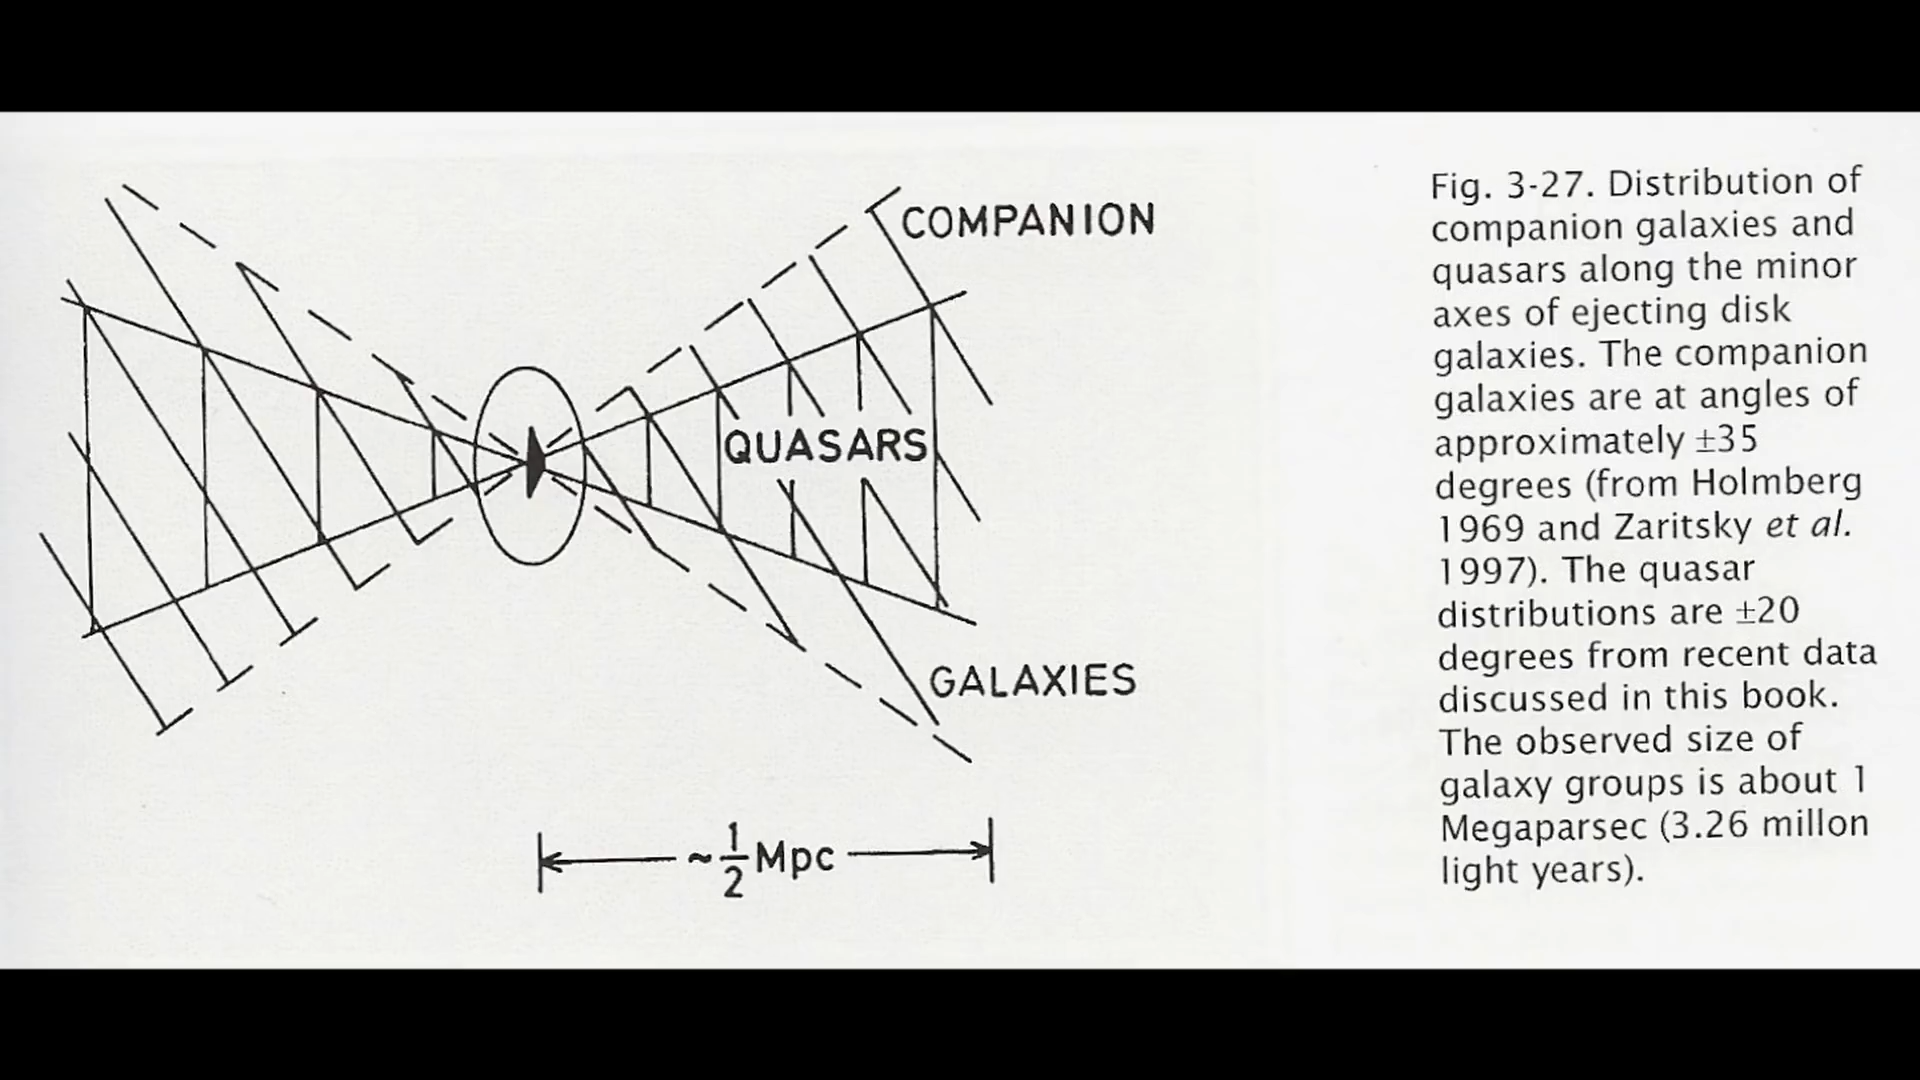 COMPANION
QUASARS
GALAXIES
~ 1/2 Mpc
Fig. 3-27. Distribution of
companion galaxies and
quasars along the minor
axes of ejecting disk
galaxies. The companion
galaxies are at angles of
approximately ±35
degrees (from Holmberg
1969 and Zaritsky et al.
1997). The quasar
distributions are ±20
degrees from recent data
discussed in this book.
The observed size of
galaxy groups is about 1
Megaparsec (3.26 millon
light years).